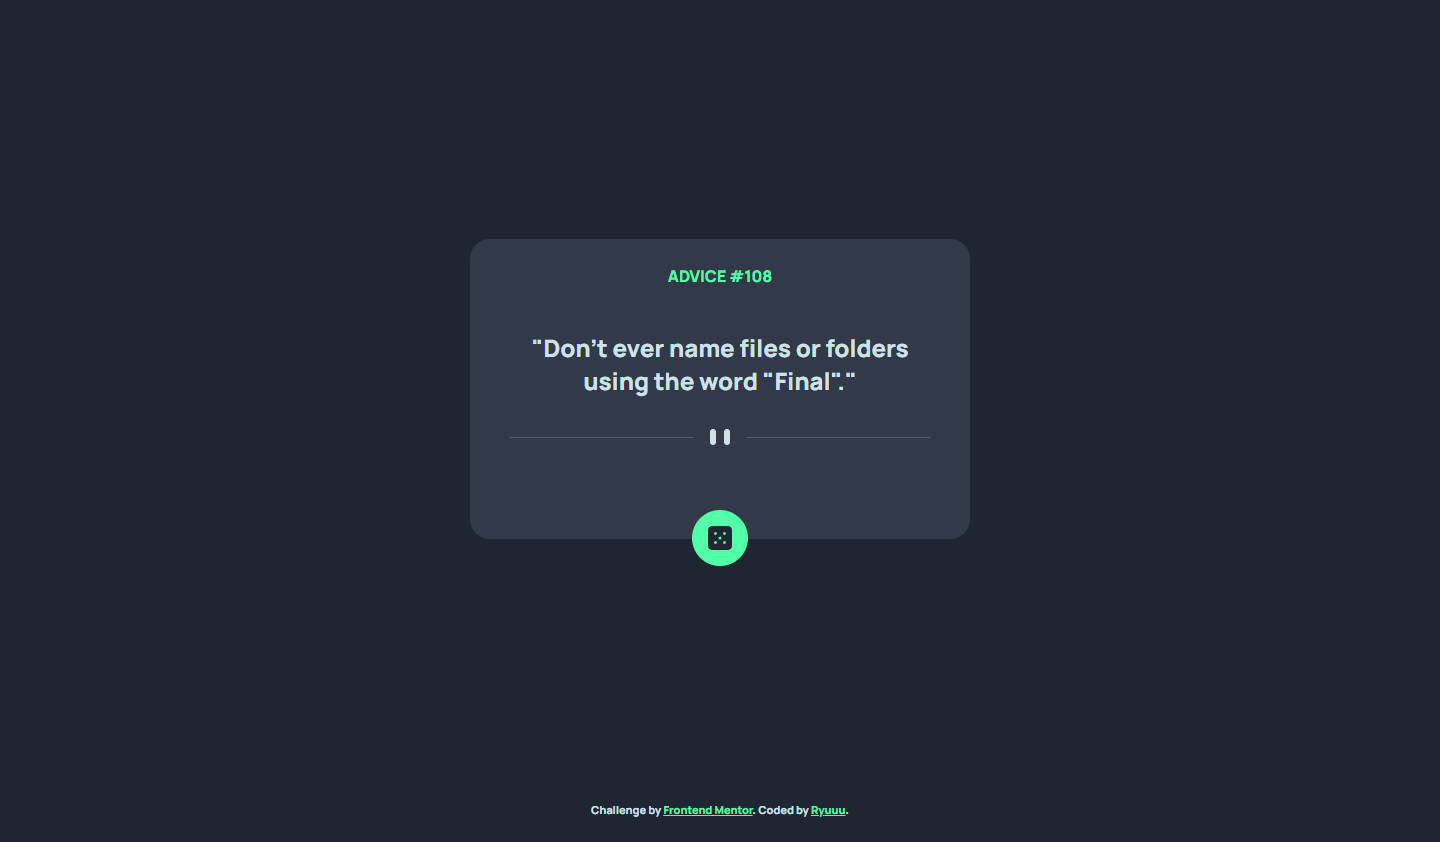 ADVICE #108
"Don't ever name files or folders
using the word "Final"."
Challenge by Frontend Mentor. Coded by Ryuuu.